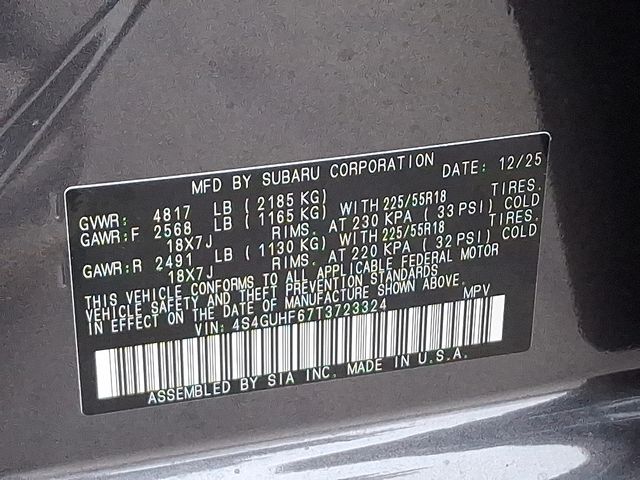 MFD BY SUBARU CORPORATION DATE: 12/25
GVWR: 4817 LB ( 2185 KG)
GAWR:F 2568 LB ( 1165 KG) WITH 225/55R18 TIRES.
18X7J RIMS. AT 230 KPA ( 33 PSI) COLD
GAWR:R 2491 LB ( 1130 KG) WITH 225/55R18 TIRES.
18X7J RIMS. AT 220 KPA ( 32 PSI) COLD
THIS VEHICLE CONFORMS TO ALL APPLICABLE FEDERAL MOTOR
VEHICLE SAFETY AND THEFT PREVENTION STANDARDS
IN EFFECT ON THE DATE OF MANUFACTURE SHOWN ABOVE.
VIN: 4S4GUHF67T3723324 MPV
ASSEMBLED BY SIA INC. MADE IN U.S.A.